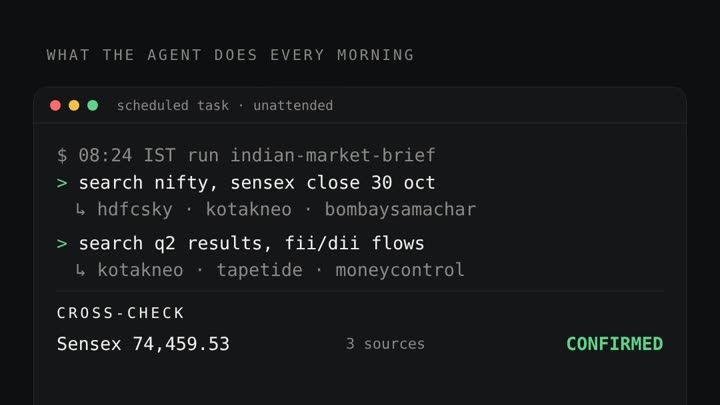 WHAT THE AGENT DOES EVERY MORNING
scheduled task · unattended
$ 08:24 IST run indian-market-brief
> search nifty, sensex close 30 oct
↳ hdfcsky · kotakneo · bombaysamachar
> search q2 results, fii/dii flows
↳ kotakneo · tapetide · moneycontrol
CROSS-CHECK
Sensex 74,459.53 3 sources CONFIRMED